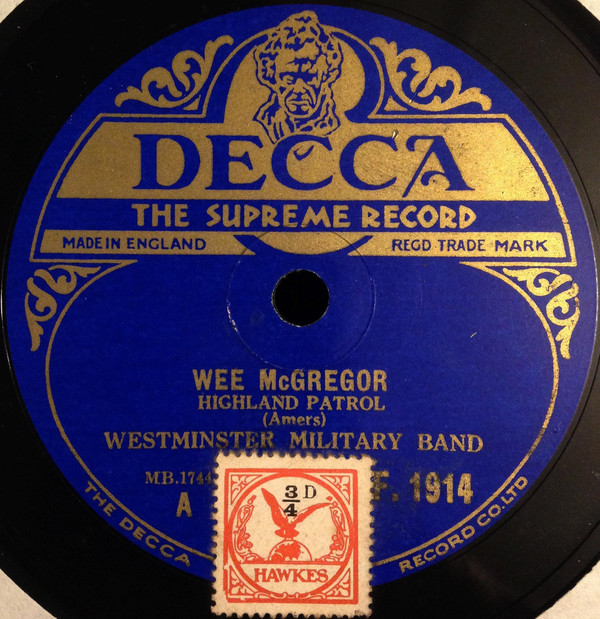 DECCA
THE SUPREME RECORD
MADE IN ENGLAND REGD TRADE MARK
WEE McGREGOR
HIGHLAND PATROL
(Amers)
WESTMINSTER MILITARY BAND
MB.1744
A F. 1914
3/4 D
HAWKES
THE DECCA RECORD CO. LTD